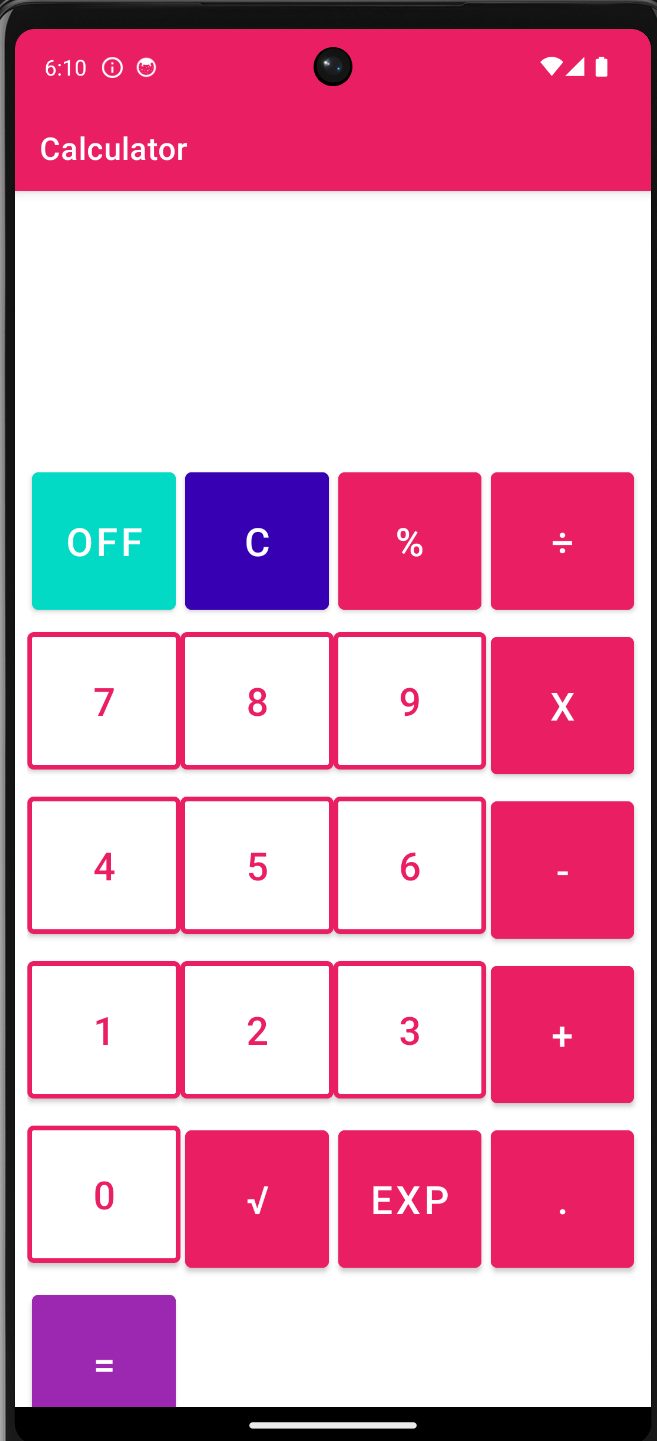 6:10
Calculator
OFF C % ÷
7 8 9 X
4 5 6 -
1 2 3 +
0 √ EXP .
=